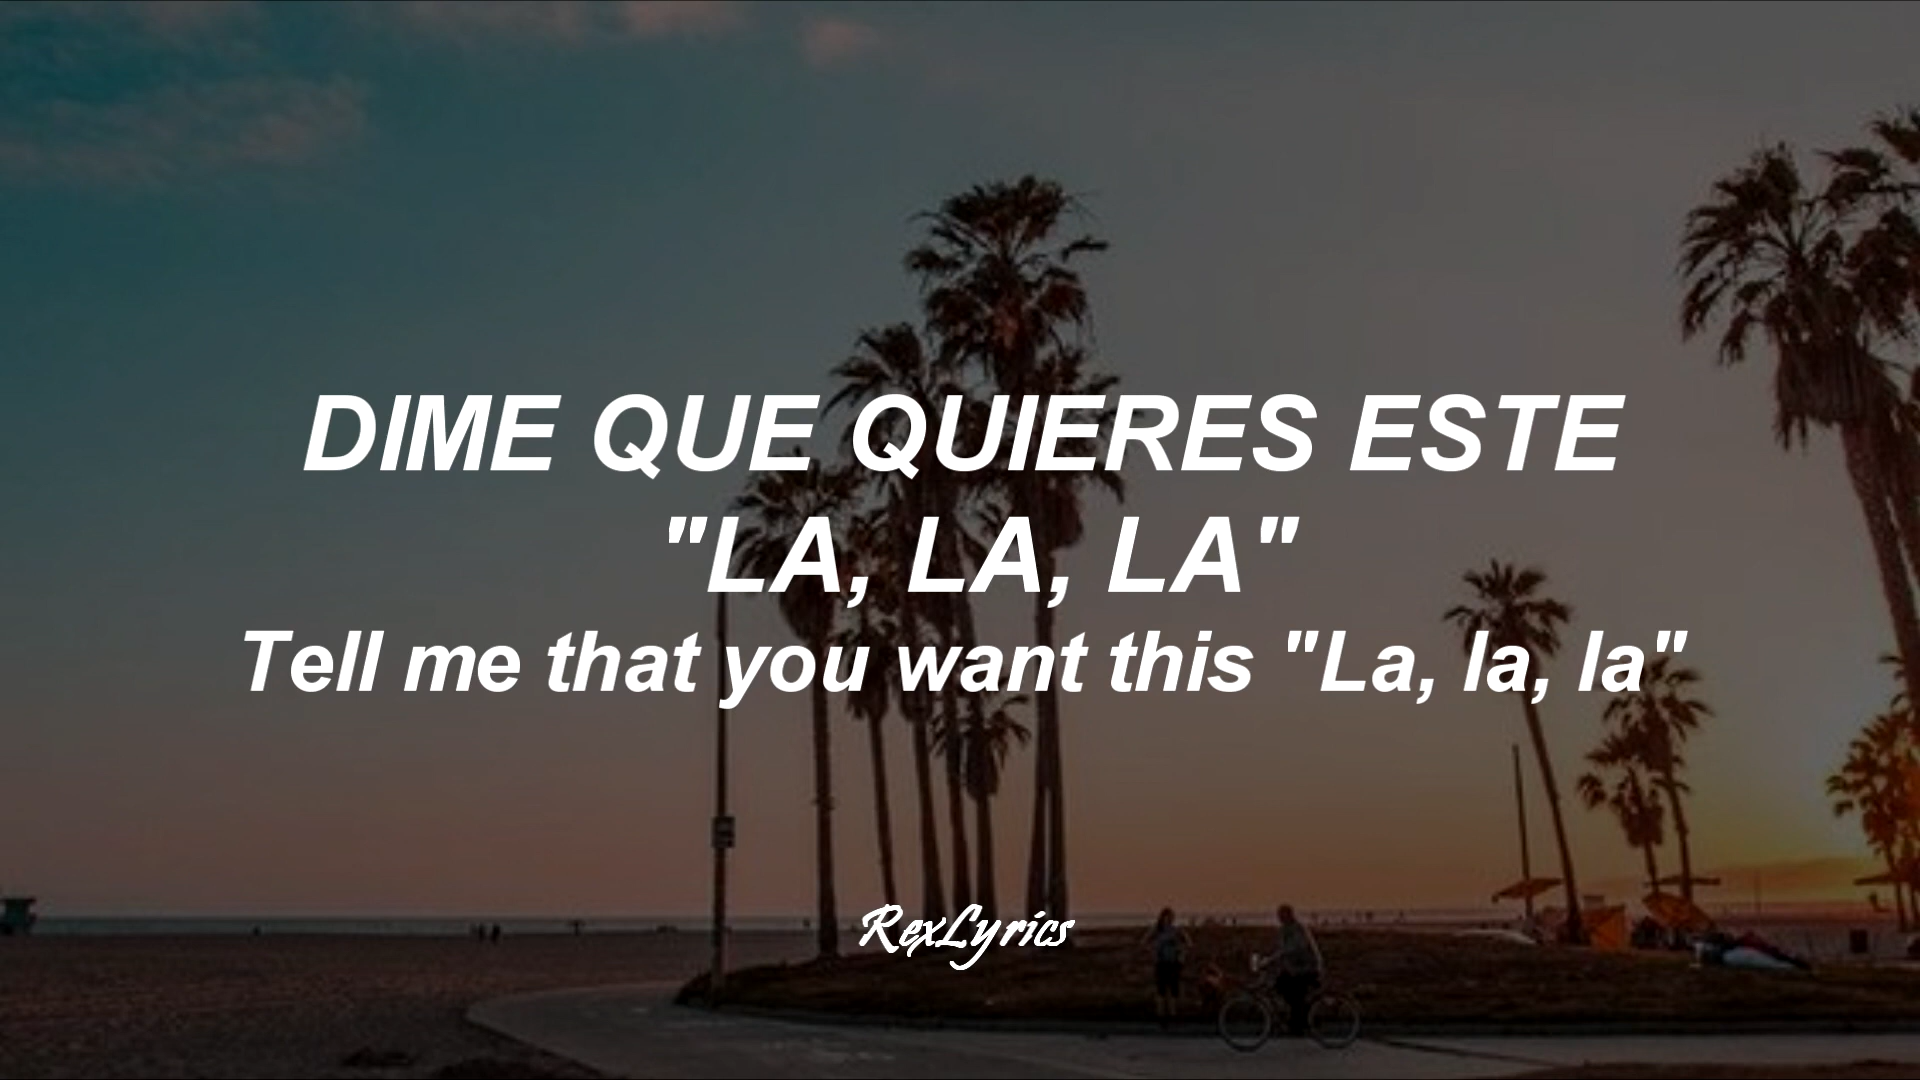 DIME QUE QUIERES ESTE
"LA, LA, LA"
Tell me that you want this "La, la, la"
RexLyrics